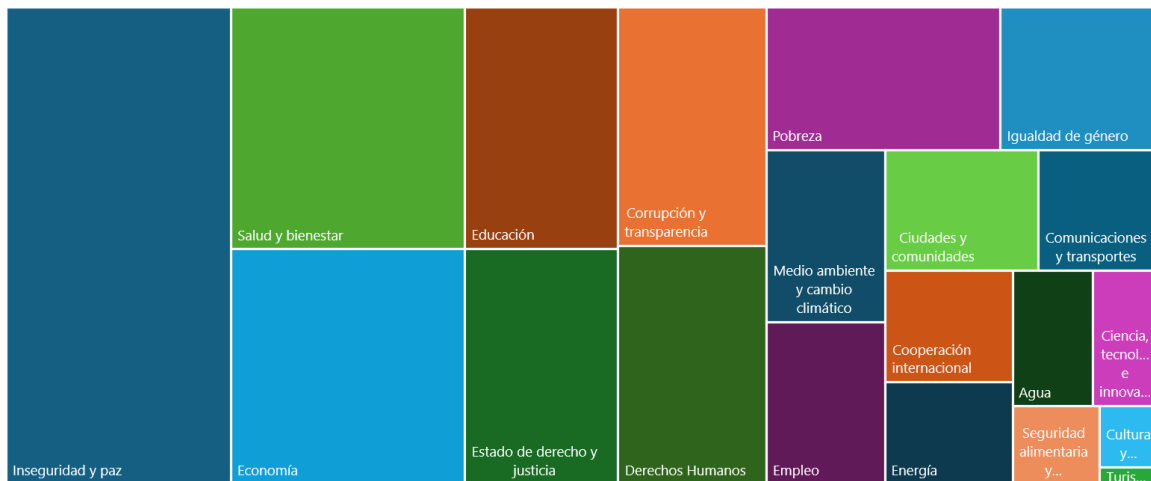 Inseguridad y paz
Salud y bienestar
Economía
Educación
Estado de derecho y
justicia
Corrupción y
transparencia
Derechos Humanos
Pobreza
Igualdad de género
Medio ambiente
y cambio
climático
Empleo
Ciudades y
comunidades
Comunicaciones
y transportes
Cooperación
internacional
Energía
Agua
Ciencia,
tecnol...
e
innova...
Seguridad
alimentaria
y...
Cultura
y...
Turis...